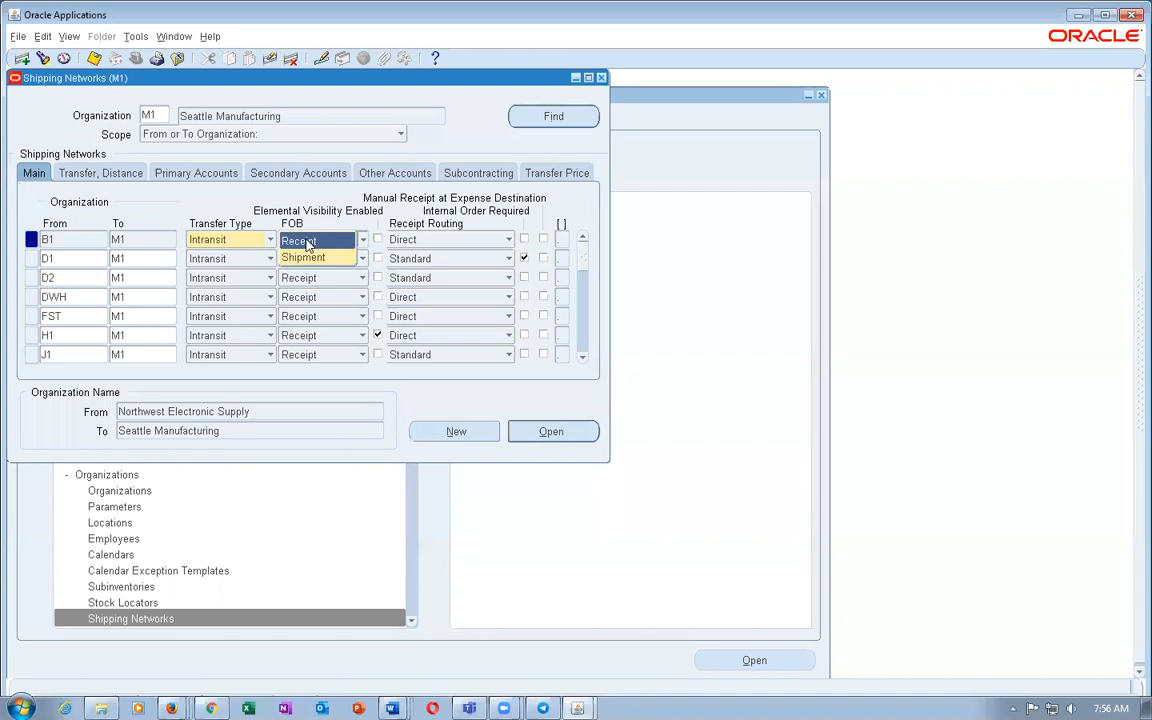 Oracle Applications
File Edit View Folder Tools Window Help
ORACLE
Shipping Networks (M1)
Organization M1 Seattle Manufacturing Find
Scope From or To Organization:
Shipping Networks
Main Transfer, Distance Primary Accounts Secondary Accounts Other Accounts Subcontracting Transfer Price
Manual Receipt at Expense Destination
Organization
Elemental Visibility Enabled Internal Order Required
From To Transfer Type FOB Receipt Routing [ ]
B1 M1 Intransit Receipt Direct
D1 M1 Intransit Shipment Standard
D2 M1 Intransit Receipt Standard
DWH M1 Intransit Receipt Direct
FST M1 Intransit Receipt Direct
H1 M1 Intransit Receipt Direct
J1 M1 Intransit Receipt Standard
Organization Name
From Northwest Electronic Supply
To Seattle Manufacturing
New Open
- Organizations
Organizations
Parameters
Locations
Employees
Calendars
Calendar Exception Templates
Subinventories
Stock Locators
Shipping Networks
Open
7:56 AM